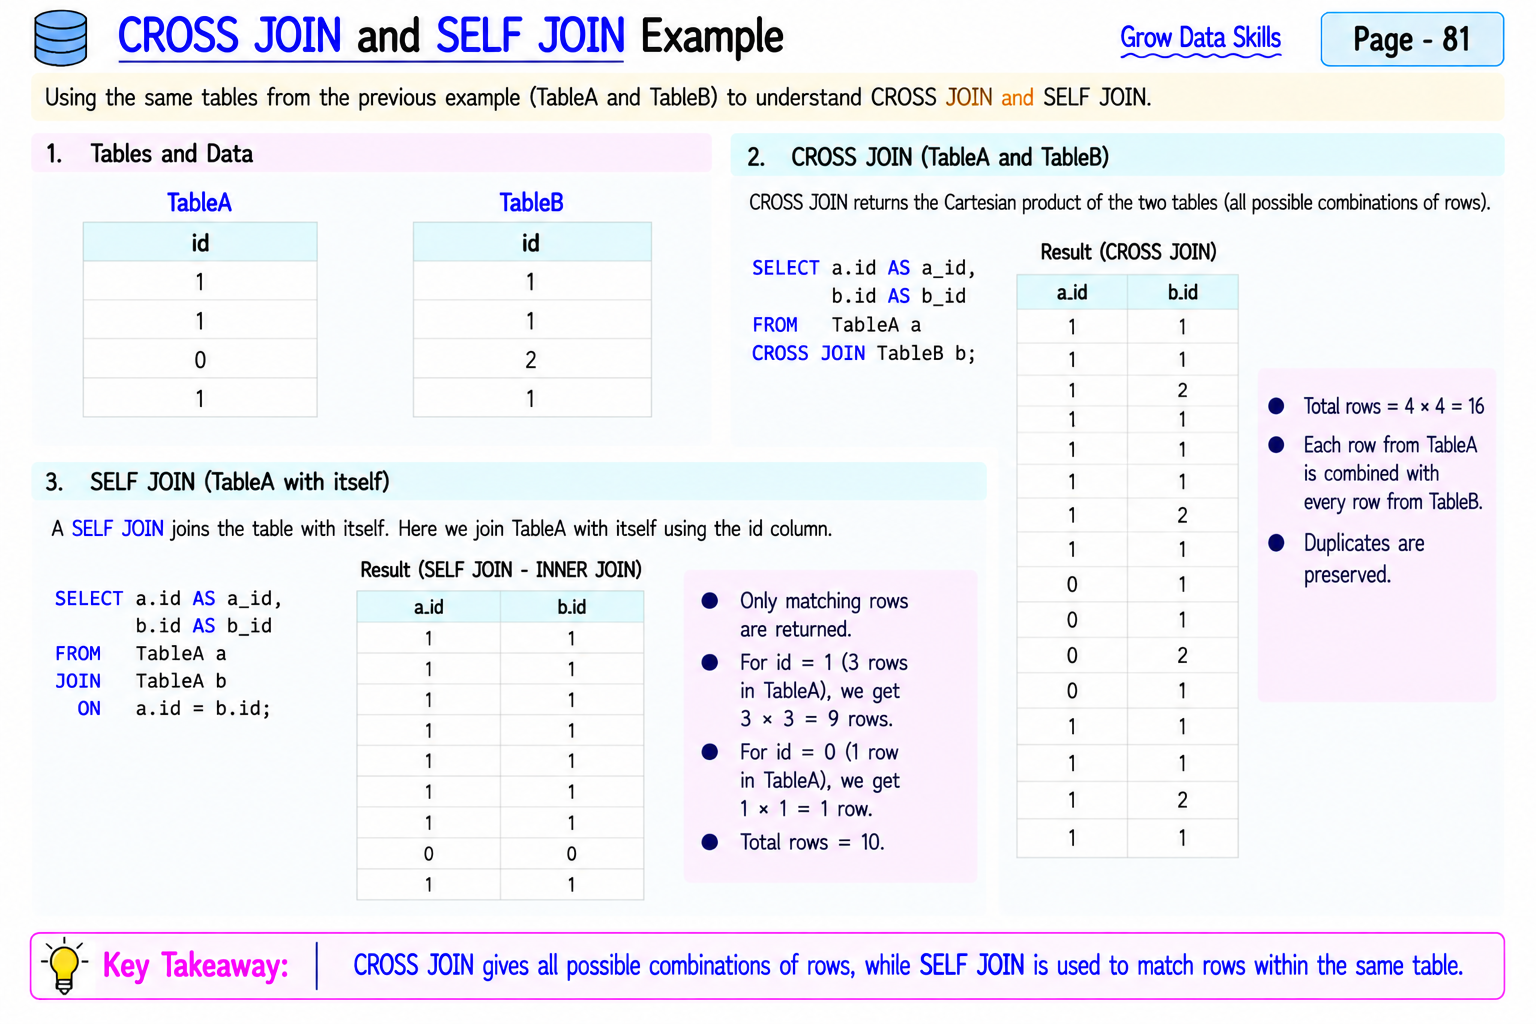 CROSS JOIN and SELF JOIN Example
Grow Data Skills
Page - 81
Using the same tables from the previous example (TableA and TableB) to understand CROSS JOIN and SELF JOIN.
1. Tables and Data
TableA
id
1
1
0
1
TableB
id
1
1
2
1
2. CROSS JOIN (TableA and TableB)
CROSS JOIN returns the Cartesian product of the two tables (all possible combinations of rows).
SELECT a.id AS a_id,
b.id AS b_id
FROM TableA a
CROSS JOIN TableB b;
Result (CROSS JOIN)
a_id b.id
1 1
1 1
1 2
1 1
1 1
1 1
1 2
1 1
0 1
0 1
0 2
0 1
1 1
1 1
1 2
1 1
● Total rows = 4 × 4 = 16
● Each row from TableA
is combined with
every row from TableB.
● Duplicates are
preserved.
3. SELF JOIN (TableA with itself)
A SELF JOIN joins the table with itself. Here we join TableA with itself using the id column.
SELECT a.id AS a_id,
b.id AS b_id
FROM TableA a
JOIN TableA b
ON a.id = b.id;
Result (SELF JOIN - INNER JOIN)
a_id b.id
1 1
1 1
1 1
1 1
1 1
1 1
1 1
0 0
1 1
● Only matching rows
are returned.
● For id = 1 (3 rows
in TableA), we get
3 × 3 = 9 rows.
● For id = 0 (1 row
in TableA), we get
1 × 1 = 1 row.
● Total rows = 10.
Key Takeaway:
CROSS JOIN gives all possible combinations of rows, while SELF JOIN is used to match rows within the same table.